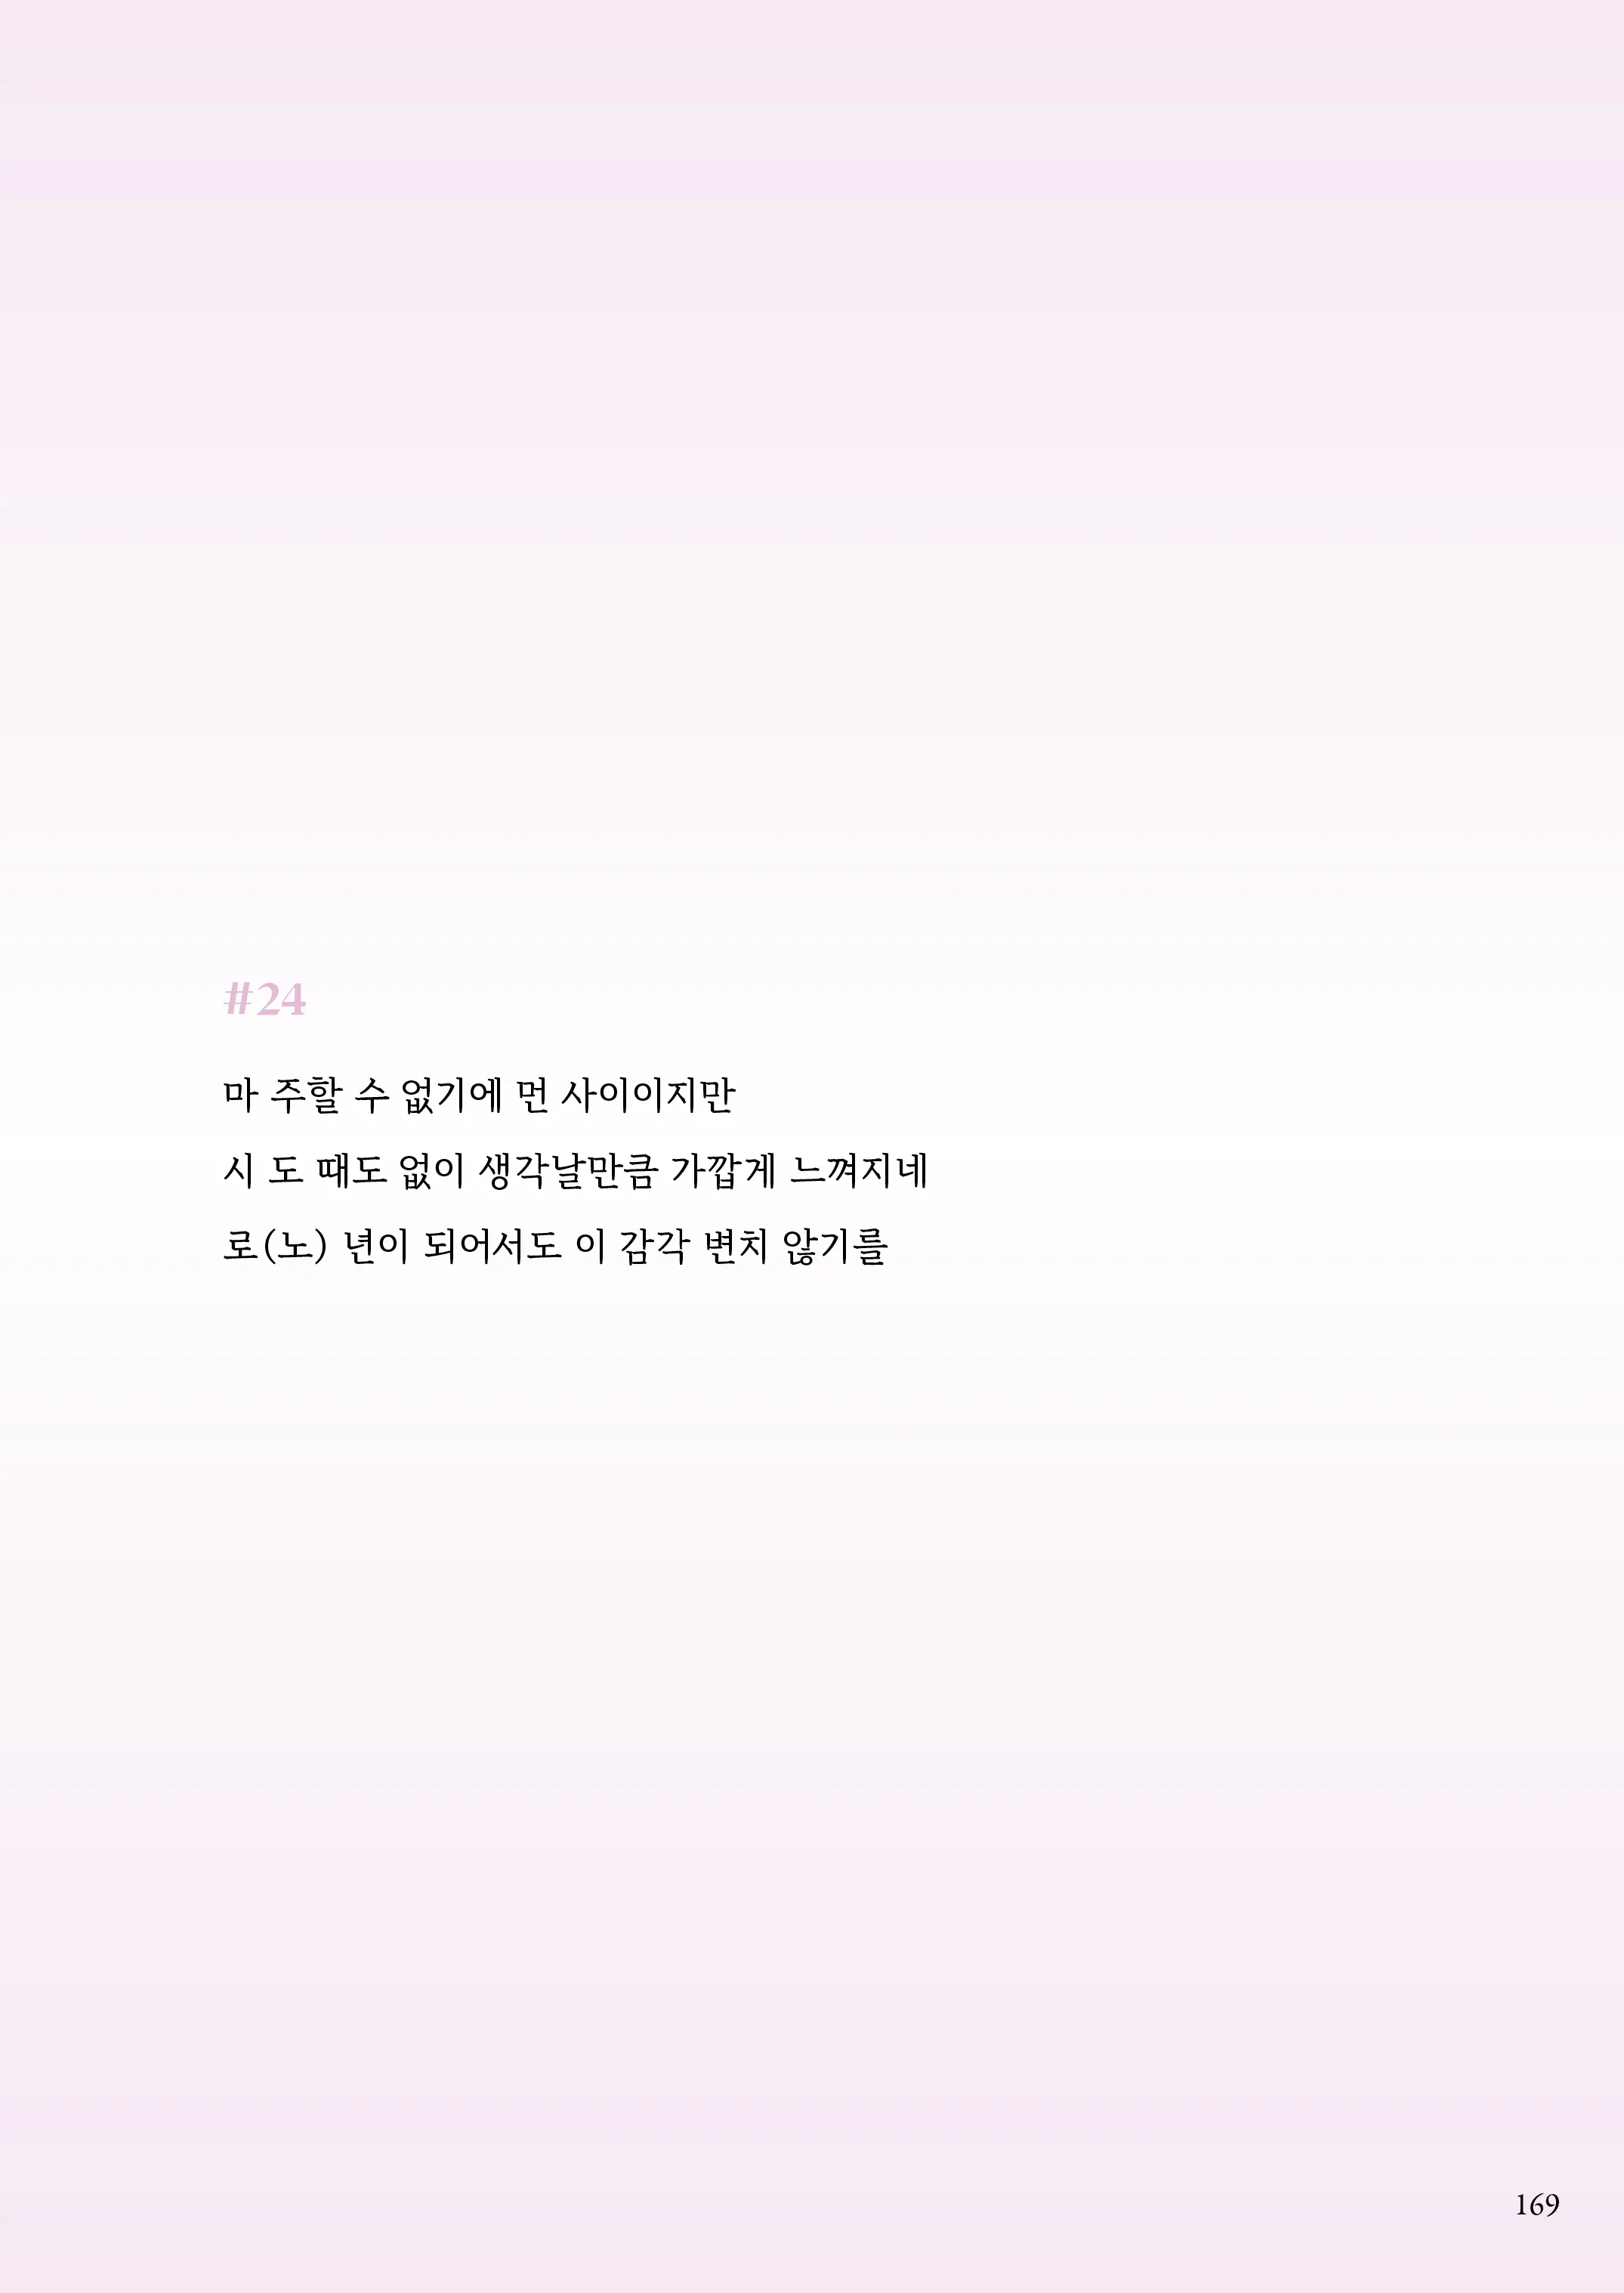 #24
마 주할 수 없기에 먼 사이이지만
시 도 때도 없이 생각날만큼 가깝게 느껴지네
로(노) 년이 되어서도 이 감각 변치 않기를
169